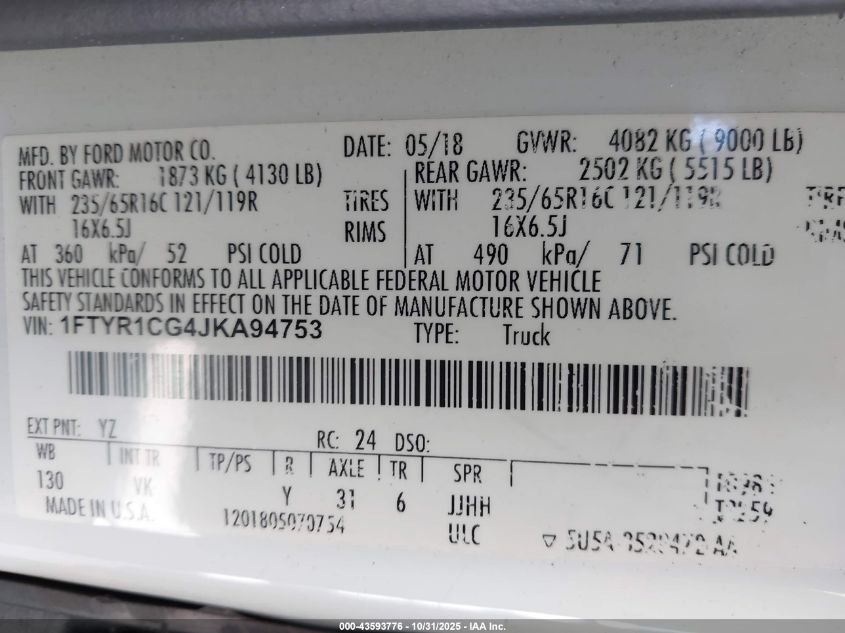 MFD. BY FORD MOTOR CO. DATE: 05/18 GVWR: 4082 KG ( 9000 LB)
FRONT GAWR: 1873 KG ( 4130 LB) REAR GAWR: 2502 KG ( 5515 LB)
WITH 235/65R16C 121/119R TIRES WITH 235/65R16C 121/119R
16X6.5J RIMS 16X6.5J
AT 360 kPa/ 52 PSI COLD AT 490 kPa/ 71 PSI COLD
THIS VEHICLE CONFORMS TO ALL APPLICABLE FEDERAL MOTOR VEHICLE
SAFETY STANDARDS IN EFFECT ON THE DATE OF MANUFACTURE SHOWN ABOVE.
VIN: 1FTYR1CG4JKA94753 TYPE: Truck
EXT PNT: YZ RC: 24 DSO:
WB INT TR TP/PS R AXLE TR SPR
130 VK Y 31 6 JJHH
MADE IN U.S.A. 1201805070754 ULC
000-43593776 - 10/31/2025 - IAA Inc.